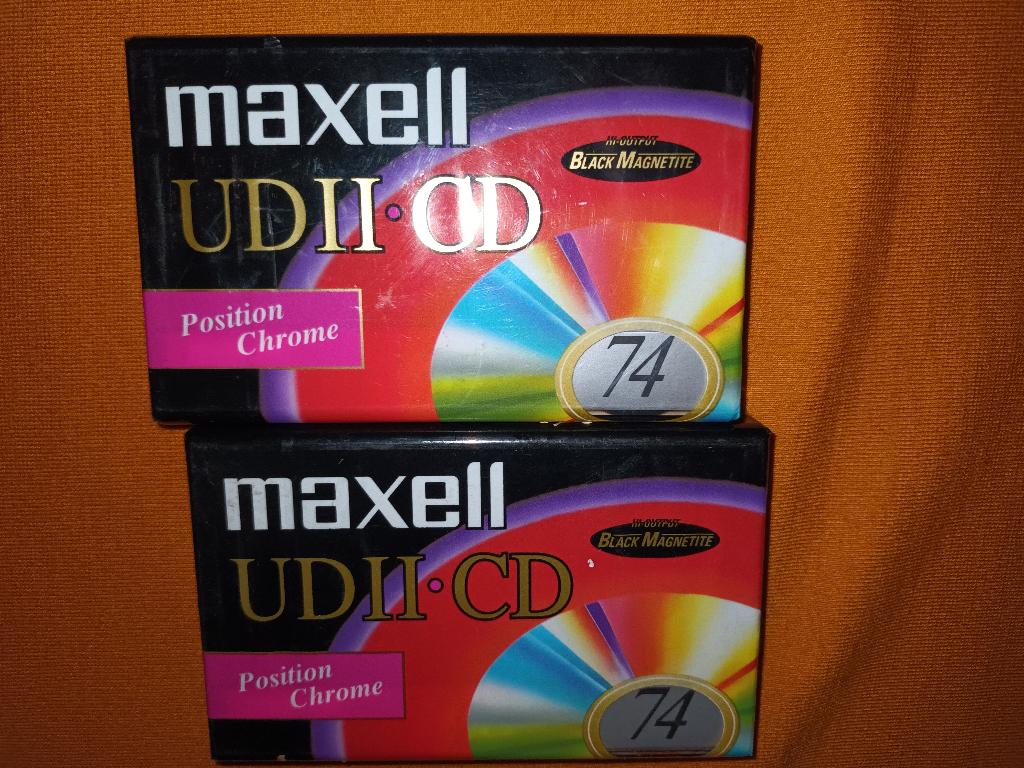 maxell
HI-OUTPUT
BLACK MAGNETITE
UDII·CD
Position
Chrome
74
maxell
HI-OUTPUT
BLACK MAGNETITE
UDII·CD
Position
Chrome
74